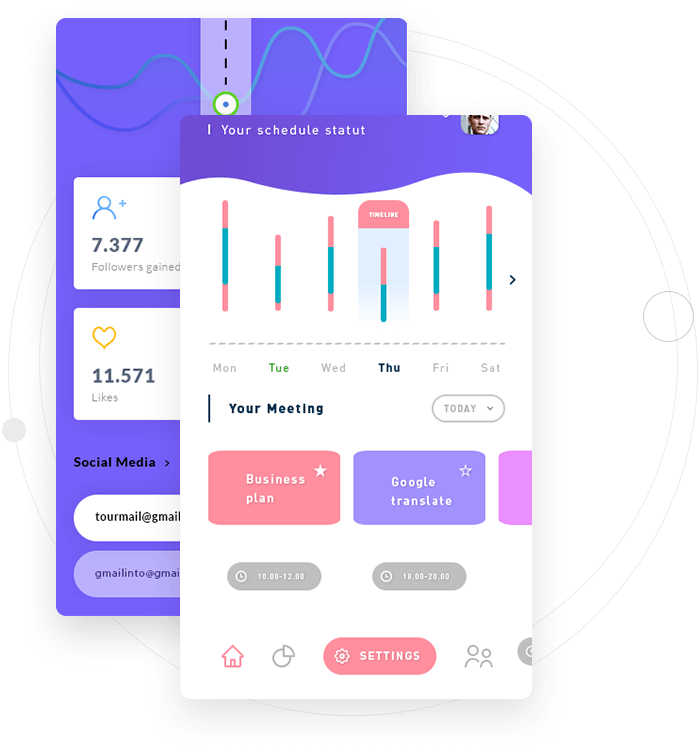 7.377
Followers gained
11.571
Likes
Social Media
tourmail@gmail
gmailinto@gmai
Your schedule statut
TIMELINE
Mon Tue Wed Thu Fri Sat
Your Meeting
TODAY
Business
plan
Google
translate
10.00-12.00
18.00-20.00
SETTINGS